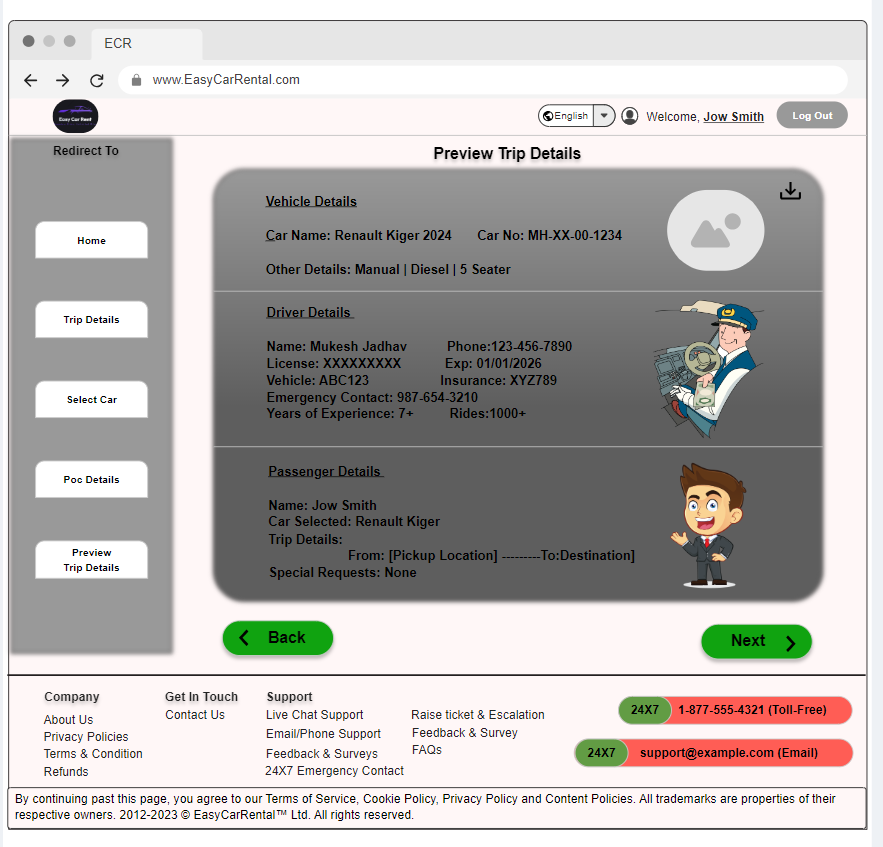 ECR
www.EasyCarRental.com
Easy Car Rent
English
Welcome, Jow Smith
Log Out
Redirect To
Home
Trip Details
Select Car
Poc Details
Preview
Trip Details
Preview Trip Details
Vehicle Details
Car Name: Renault Kiger 2024 Car No: MH-XX-00-1234
Other Details: Manual | Diesel | 5 Seater
Driver Details
Name: Mukesh Jadhav Phone:123-456-7890
License: XXXXXXXXX Exp: 01/01/2026
Vehicle: ABC123 Insurance: XYZ789
Emergency Contact: 987-654-3210
Years of Experience: 7+ Rides:1000+
Passenger Details
Name: Jow Smith
Car Selected: Renault Kiger
Trip Details:
From: [Pickup Location] ---------To:Destination]
Special Requests: None
Back
Next
Company
About Us
Privacy Policies
Terms & Condition
Refunds
Get In Touch
Contact Us
Support
Live Chat Support
Email/Phone Support
Feedback & Surveys
24X7 Emergency Contact
Raise ticket & Escalation
Feedback & Survey
FAQs
24X7 1-877-555-4321 (Toll-Free)
24X7 support@example.com (Email)
By continuing past this page, you agree to our Terms of Service, Cookie Policy, Privacy Policy and Content Policies. All trademarks are properties of their
respective owners. 2012-2023 © EasyCarRental™ Ltd. All rights reserved.